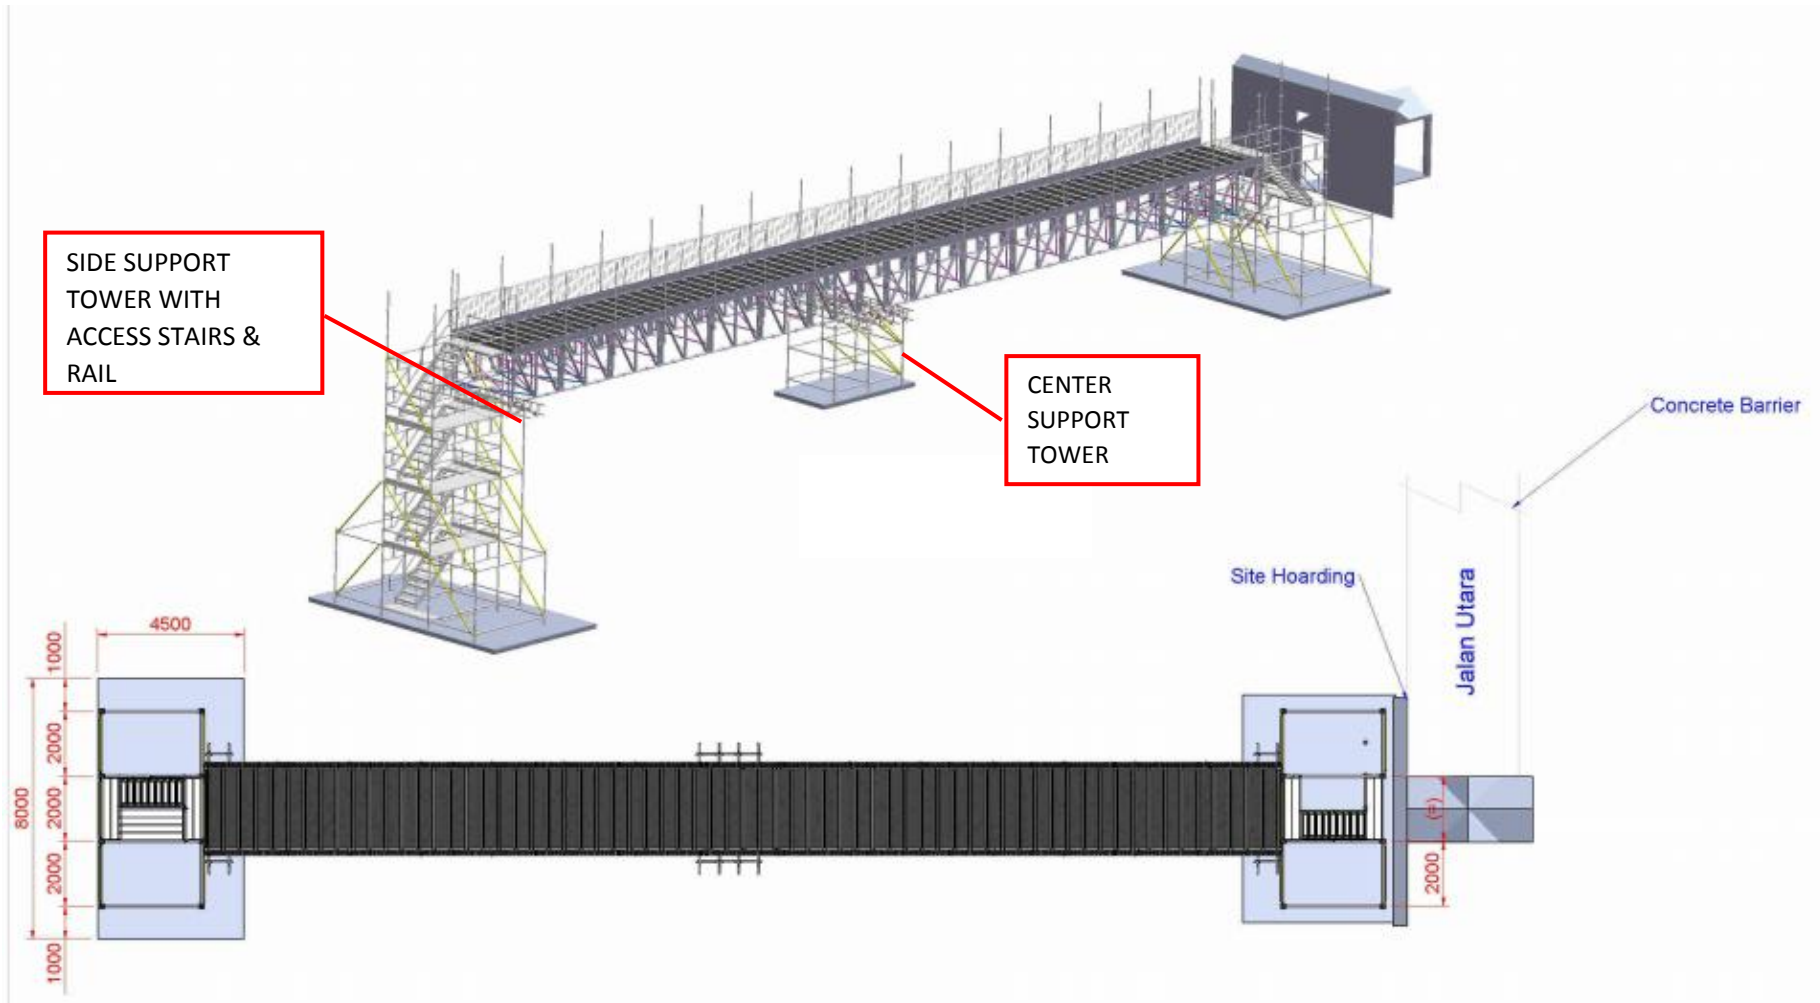 SIDE SUPPORT
TOWER WITH
ACCESS STAIRS &
RAIL
CENTER
SUPPORT
TOWER
Concrete Barrier
Site Hoarding
Jalan Utara
4500
1000
2000
8000
2000
2000
1000
(=)
2000